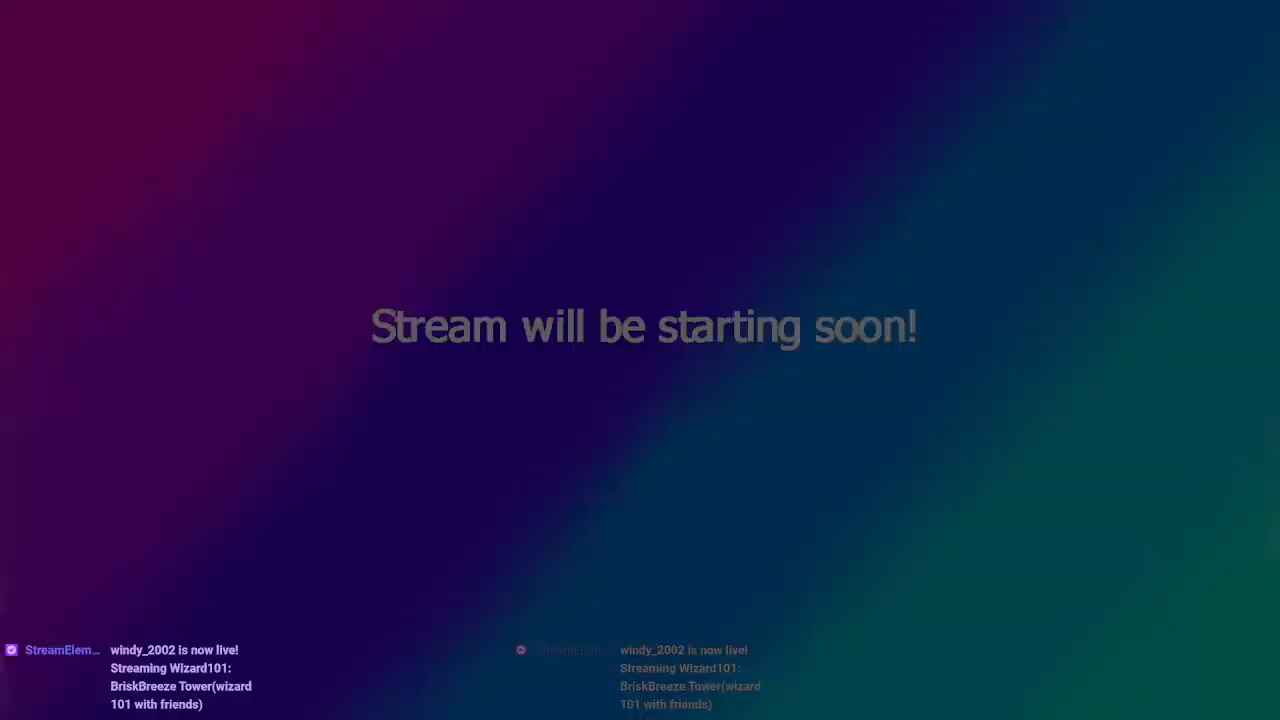 Stream will be starting soon!
StreamElem... windy_2002 is now live!
Streaming Wizard101:
BriskBreeze Tower(wizard
101 with friends)
StreamElem... windy_2002 is now live!
Streaming Wizard101:
BriskBreeze Tower(wizard
101 with friends)